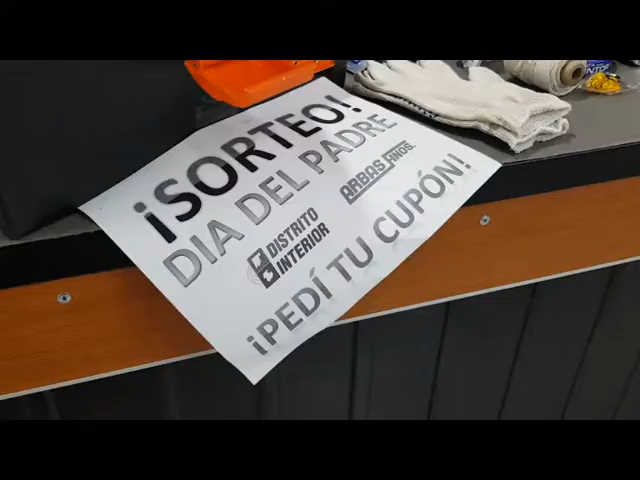 ¡SORTEO!
DIA DEL PADRE
DISTRITO
INTERIOR
ARBAS HNOS.
¡PEDÍ TU CUPÓN!